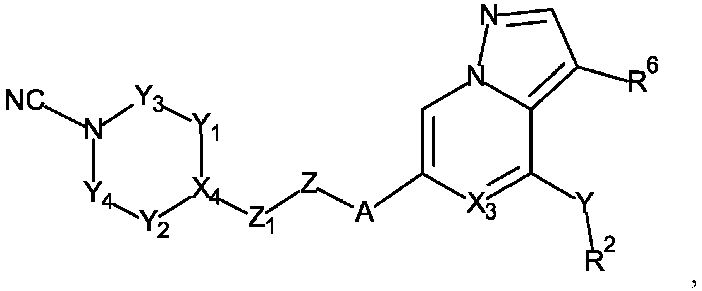 N
NC
Y₃
N
N
R⁶
Y₁
Z
X₄
Y₄
A
X₃
Y
Y₂
Z₁
R²
,